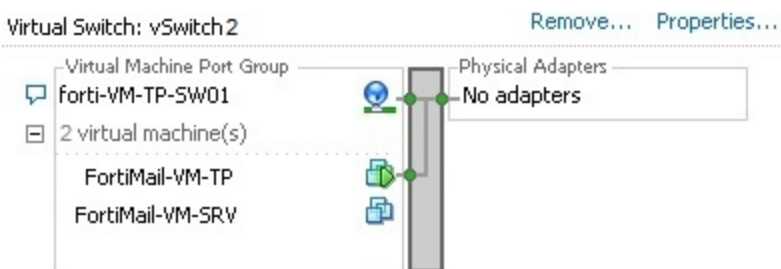 Virtual Switch: vSwitch2 Remove... Properties...
Virtual Machine Port Group Physical Adapters
forti-VM-TP-SW01 No adapters
2 virtual machine(s)
FortiMail-VM-TP
FortiMail-VM-SRV